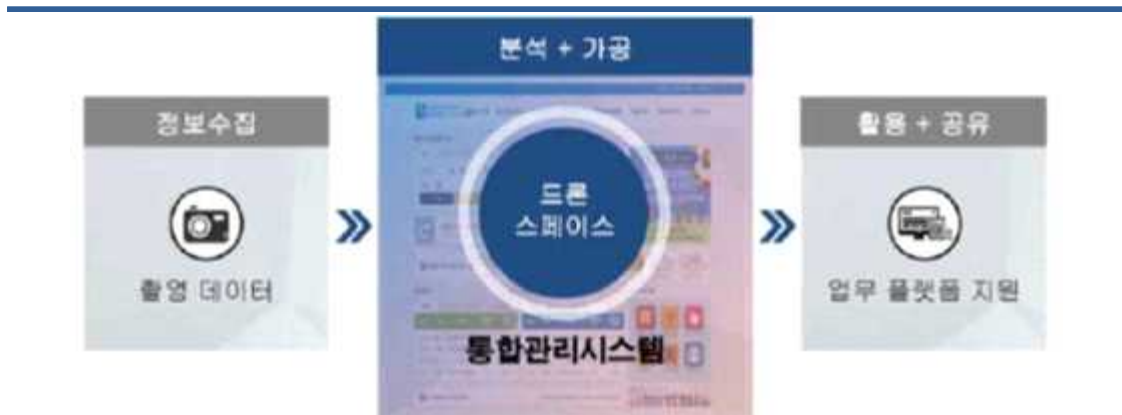 분석 + 가공
정보수집
촬영 데이터
드론
스페이스
통합관리시스템
활용 + 공유
업무 플랫폼 지원